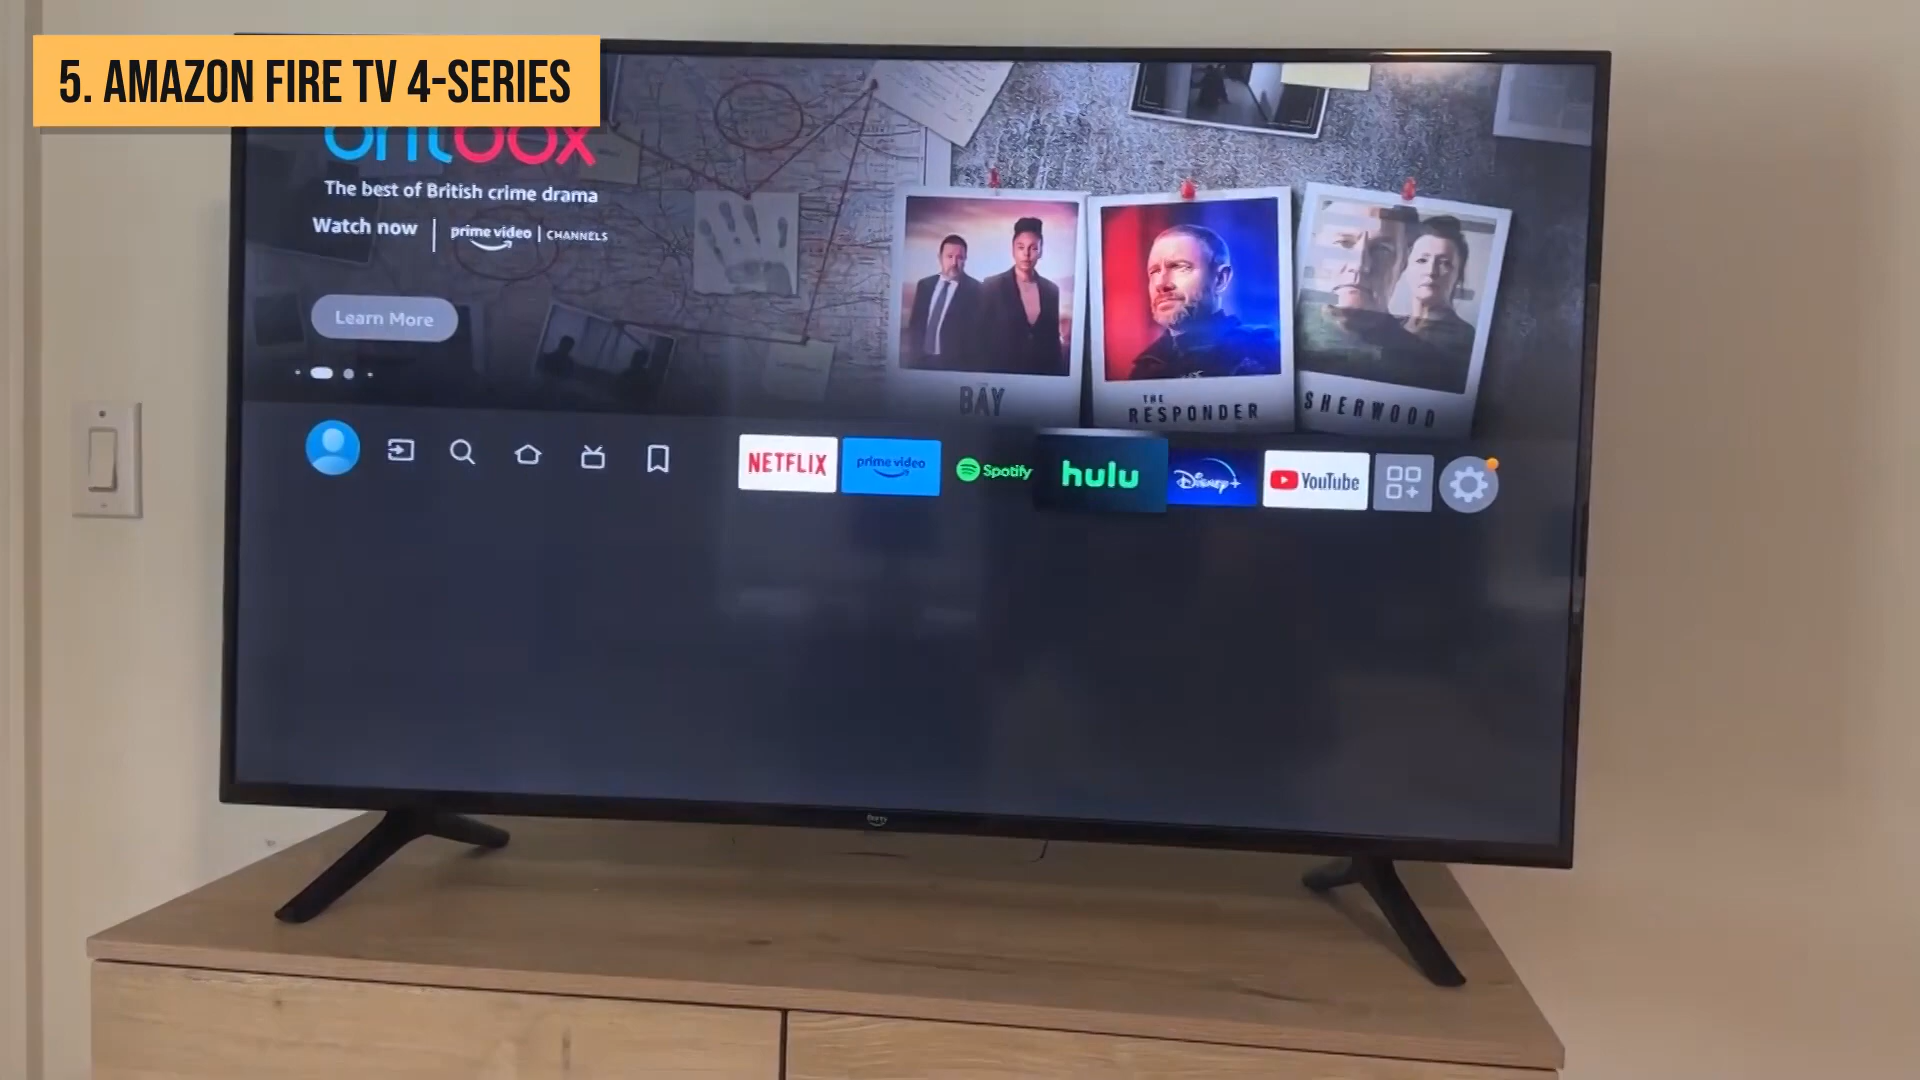 5. AMAZON FIRE TV 4-SERIES
The best of British crime drama
Watch now | prime video | CHANNELS
Learn More
BAY
THE
RESPONDER
SHERWOOD
NETFLIX
prime video
Spotify
hulu
Disney+
YouTube